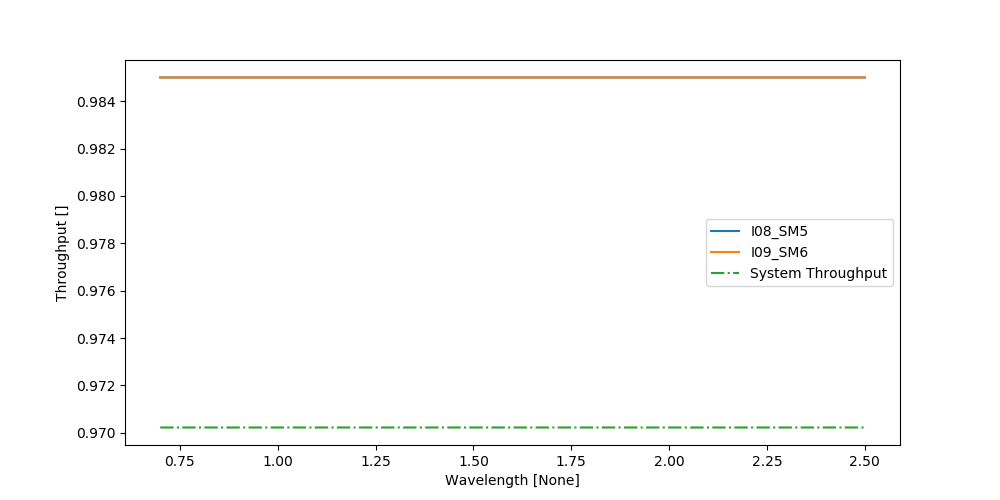 0.984
0.982
0.980
0.978
0.976
0.974
0.972
0.970
Throughput []
I08_SM5
I09_SM6
System Throughput
0.75 1.00 1.25 1.50 1.75 2.00 2.25 2.50
Wavelength [None]